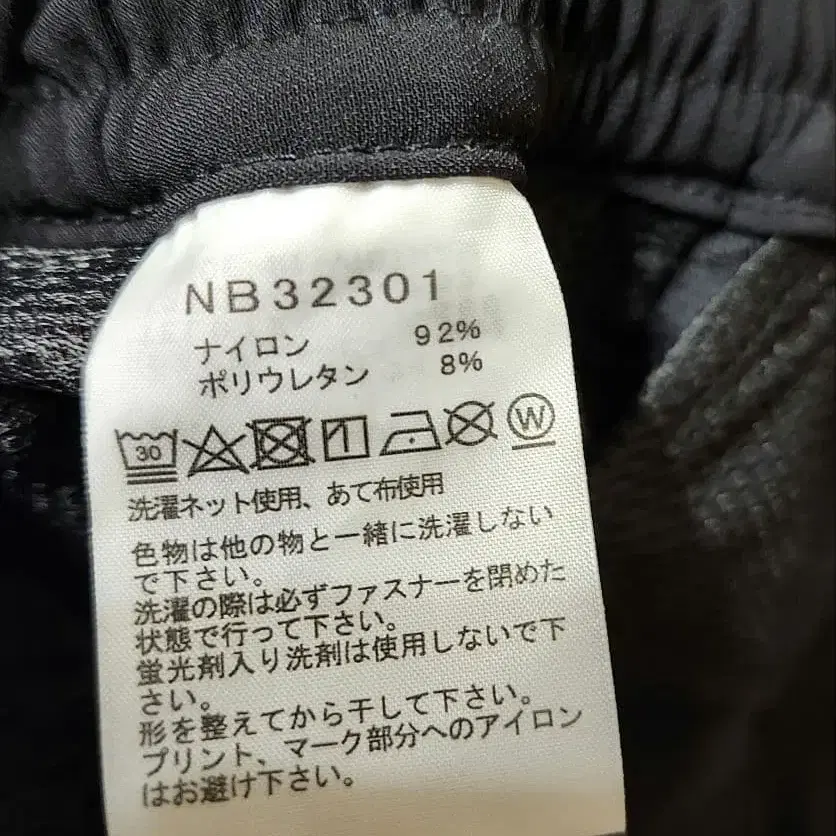 NB32301
ナイロン 92%
ポリウレタン 8%
30 W
洗濯ネット使用、あて布使用
色物は他の物と一緒に洗濯しない
で下さい。
洗濯の際は必ずファスナーを閉めた
状態で行って下さい。
蛍光剤入り洗剤は使用しないで下
さい。
形を整えてから干して下さい。
プリント、マーク部分へのアイロン
はお避け下さい。